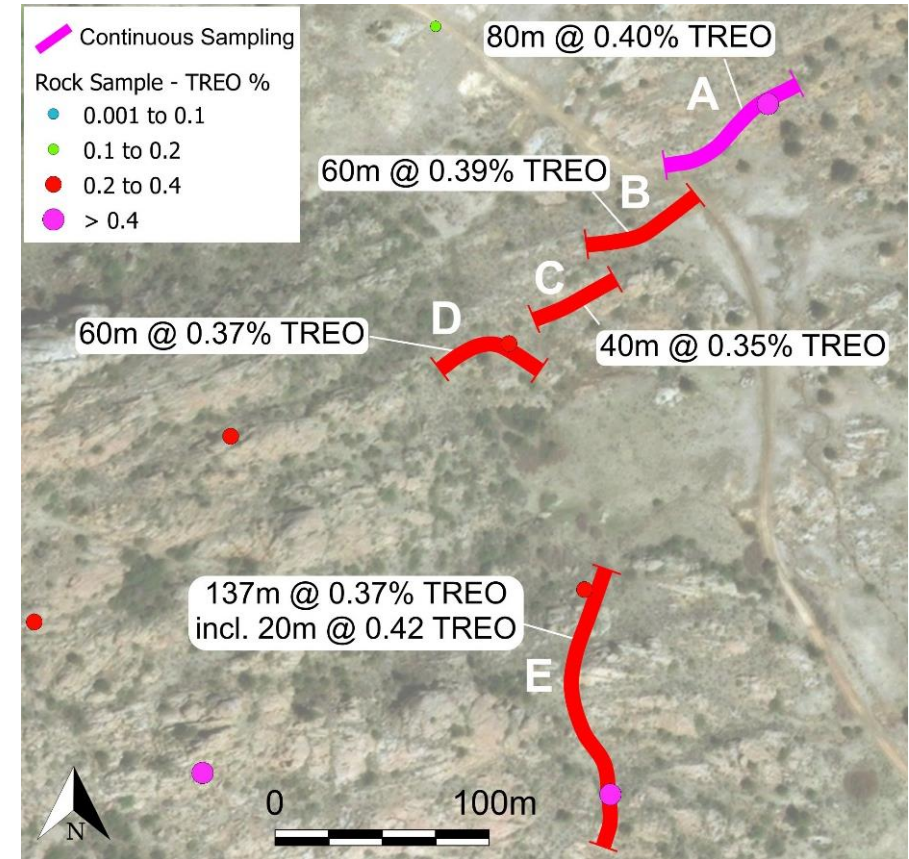 Continuous Sampling
Rock Sample - TREO %
0.001 to 0.1
0.1 to 0.2
0.2 to 0.4
> 0.4
80m @ 0.40% TREO
A
60m @ 0.39% TREO
B
C
D
60m @ 0.37% TREO
40m @ 0.35% TREO
137m @ 0.37% TREO
incl. 20m @ 0.42 TREO
E
N
0 100m